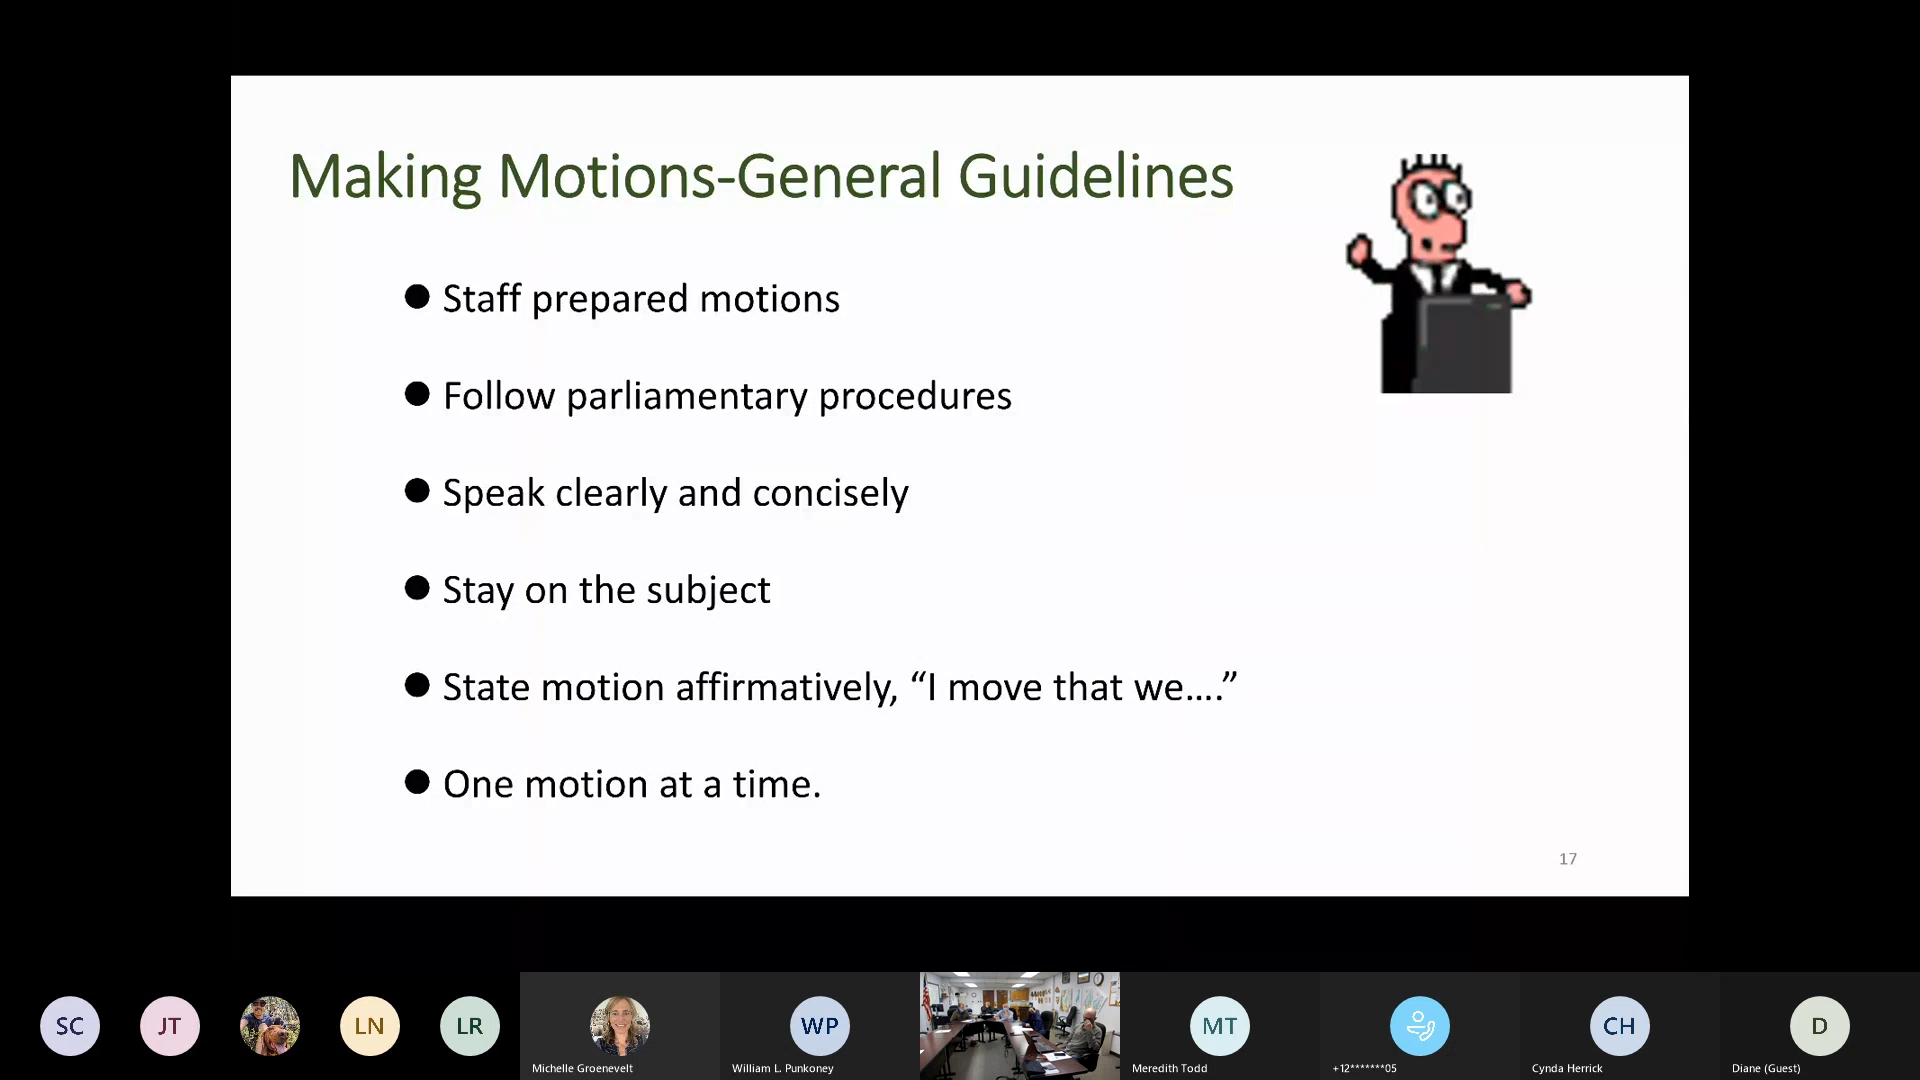 Making Motions-General Guidelines
● Staff prepared motions
● Follow parliamentary procedures
● Speak clearly and concisely
● Stay on the subject
● State motion affirmatively, “I move that we....”
● One motion at a time.
17
SC
JT
LN
LR
Michelle Groenevelt
WP
William L. Punkoney
MT
Meredith Todd
+12*******05
CH
Cynda Herrick
D
Diane (Guest)